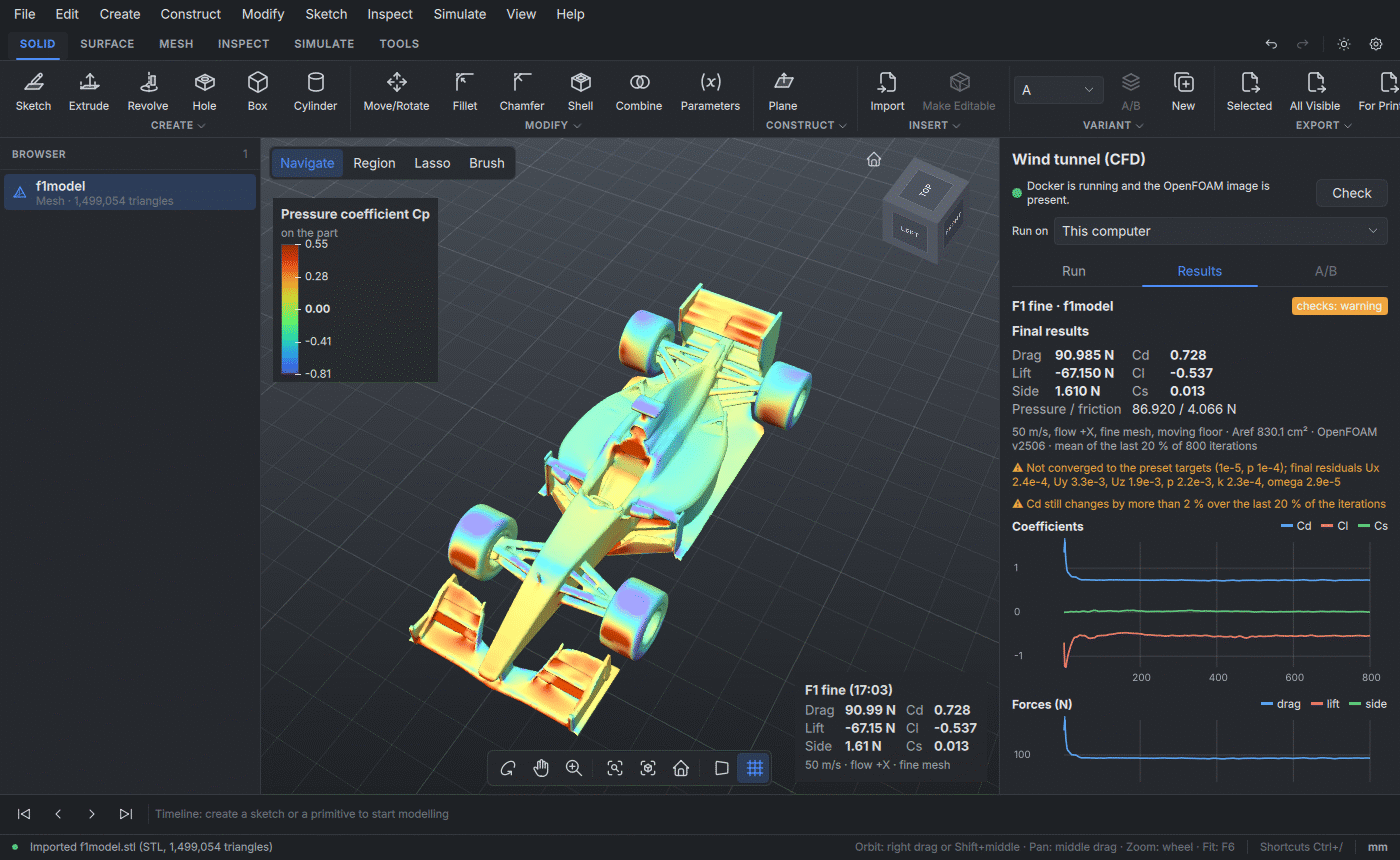 File Edit Create Construct Modify Sketch Inspect Simulate View Help
SOLID SURFACE MESH INSPECT SIMULATE TOOLS
Sketch Extrude Revolve Hole Box Cylinder Move/Rotate Fillet Chamfer Shell Combine Parameters Plane Import Make Editable A A/B New Selected All Visible For Print
CREATE MODIFY CONSTRUCT INSERT VARIANT EXPORT
BROWSER 1
f1model
Mesh · 1,499,054 triangles
Navigate Region Lasso Brush
Pressure coefficient Cp
on the part
0.55
0.28
0.00
-0.41
-0.81
TOP
LEFT
Wind tunnel (CFD)
Docker is running and the OpenFOAM image is
present.
Check
Run on This computer
Run Results A/B
F1 fine · f1model checks: warning
Final results
Drag 90.985 N Cd 0.728
Lift -67.150 N Cl -0.537
Side 1.610 N Cs 0.013
Pressure / friction 86.920 / 4.066 N
50 m/s, flow +X, fine mesh, moving floor · Aref 830.1 cm² · OpenFOAM
v2506 · mean of the last 20 % of 800 iterations
Not converged to the preset targets (1e-5, p 1e-4); final residuals Ux
2.4e-4, Uy 3.3e-3, Uz 1.9e-3, p 2.2e-3, k 2.3e-4, omega 2.9e-5
Cd still changes by more than 2 % over the last 20 % of the iterations
Coefficients Cd Cl Cs
1
0
-1
200 400 600 800
Forces (N) drag lift side
100
F1 fine (17:03)
Drag 90.99 N Cd 0.728
Lift -67.15 N Cl -0.537
Side 1.61 N Cs 0.013
50 m/s · flow +X · fine mesh
Timeline: create a sketch or a primitive to start modelling
Imported f1model.stl (STL, 1,499,054 triangles)
Orbit: right drag or Shift+middle · Pan: middle drag · Zoom: wheel · Fit: F6 Shortcuts Ctrl+/ mm